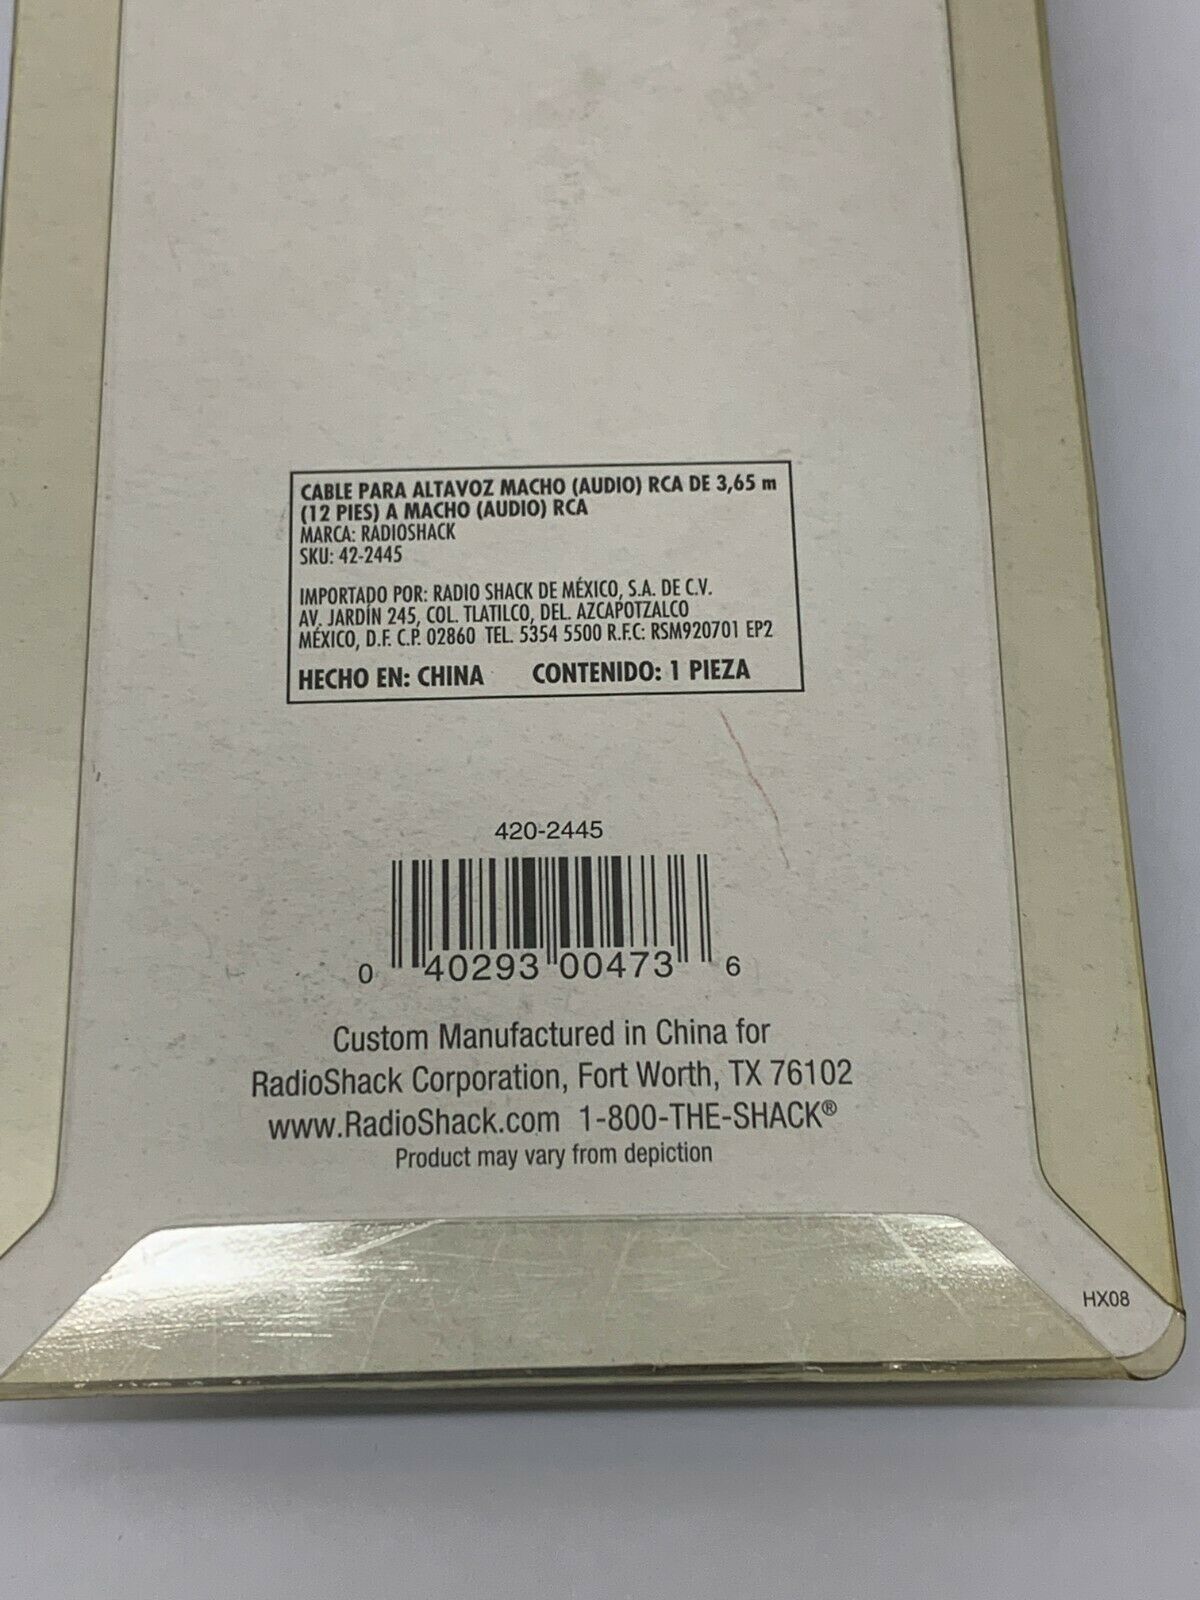 CABLE PARA ALTAVOZ MACHO (AUDIO) RCA DE 3,65 m
(12 PIES) A MACHO (AUDIO) RCA
MARCA: RADIOSHACK
SKU: 42-2445
IMPORTADO POR: RADIO SHACK DE MÉXICO, S.A. DE C.V.
AV. JARDÍN 245, COL. TLATILCO, DEL. AZCAPOTZALCO
MÉXICO, D.F. C.P. 02860 TEL. 5354 5500 R.F.C: RSM920701 EP2
HECHO EN: CHINA CONTENIDO: 1 PIEZA
420-2445
0 40293 00473 6
Custom Manufactured in China for
RadioShack Corporation, Fort Worth, TX 76102
www.RadioShack.com 1-800-THE-SHACK®
Product may vary from depiction
HX08